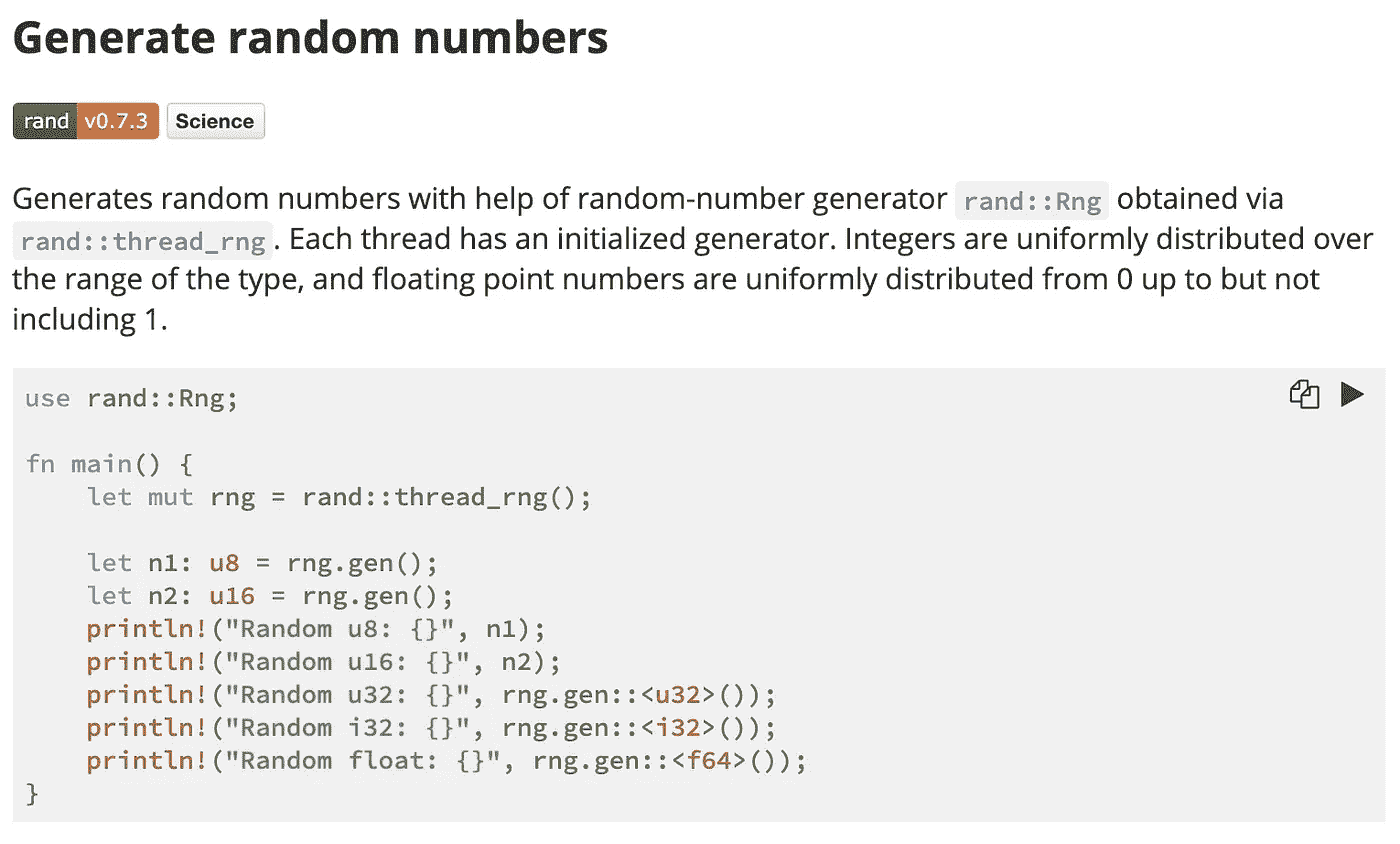 Generate random numbers
rand v0.7.3 Science
Generates random numbers with help of random-number generator rand::Rng obtained via
rand::thread_rng. Each thread has an initialized generator. Integers are uniformly distributed over
the range of the type, and floating point numbers are uniformly distributed from 0 up to but not
including 1.
use rand::Rng;
fn main() {
    let mut rng = rand::thread_rng();
    let n1: u8 = rng.gen();
    let n2: u16 = rng.gen();
    println!("Random u8: {}", n1);
    println!("Random u16: {}", n2);
    println!("Random u32: {}", rng.gen::<u32>());
    println!("Random i32: {}", rng.gen::<i32>());
    println!("Random float: {}", rng.gen::<f64>());
}